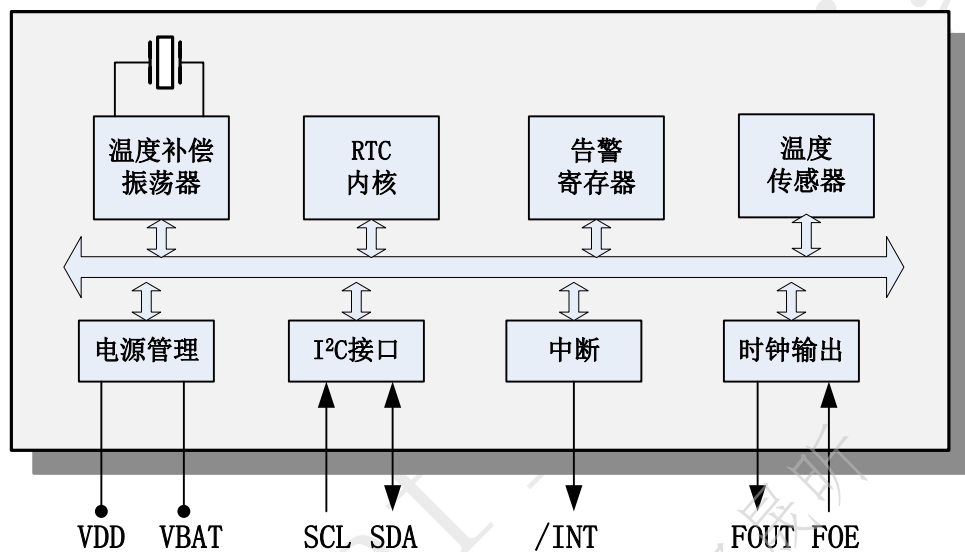 温度补偿
振荡器
RTC
内核
告警
寄存器
温度
传感器
电源管理
I²C接口
中断
时钟输出
VDD
VBAT
SCL
SDA
/INT
FOUT
FOE